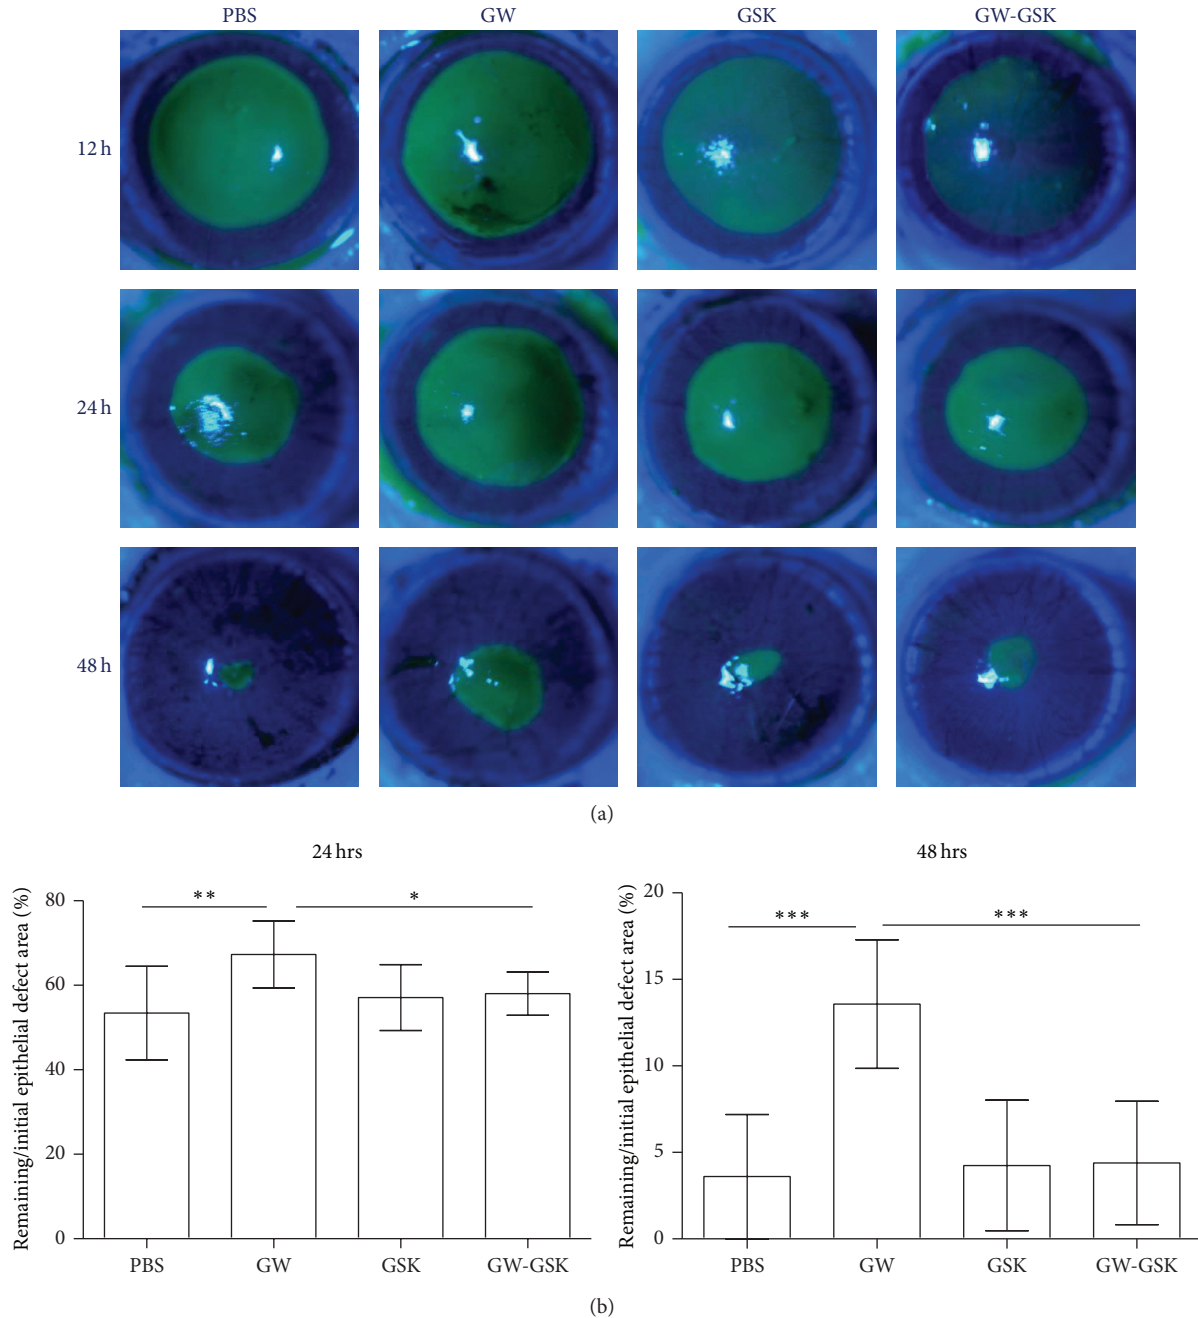 PBS GW GSK GW-GSK
12 h
24 h
48 h
(a)
24 hrs
Remaining/initial epithelial defect area (%)
80
60
40
20
0
** *
PBS GW GSK GW-GSK
48 hrs
Remaining/initial epithelial defect area (%)
20
15
10
5
0
*** ***
PBS GW GSK GW-GSK
(b)